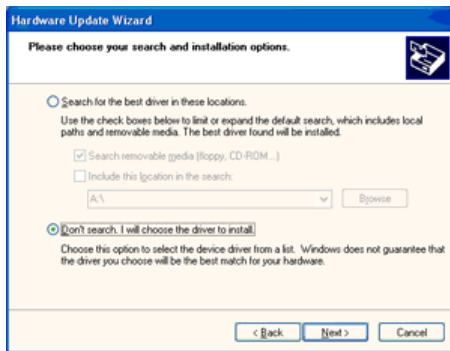 Hardware Update Wizard
Please choose your search and installation options.
Search for the best driver in these locations.
Use the check boxes below to limit or expand the default search, which includes local
paths and removable media. The best driver found will be installed.
Search removable media (floppy, CD-ROM...)
Include this location in the search:
A:\ Browse
Don't search. I will choose the driver to install.
Choose this option to select the device driver from a list. Windows does not guarantee that
the driver you choose will be the best match for your hardware.
< Back Next > Cancel